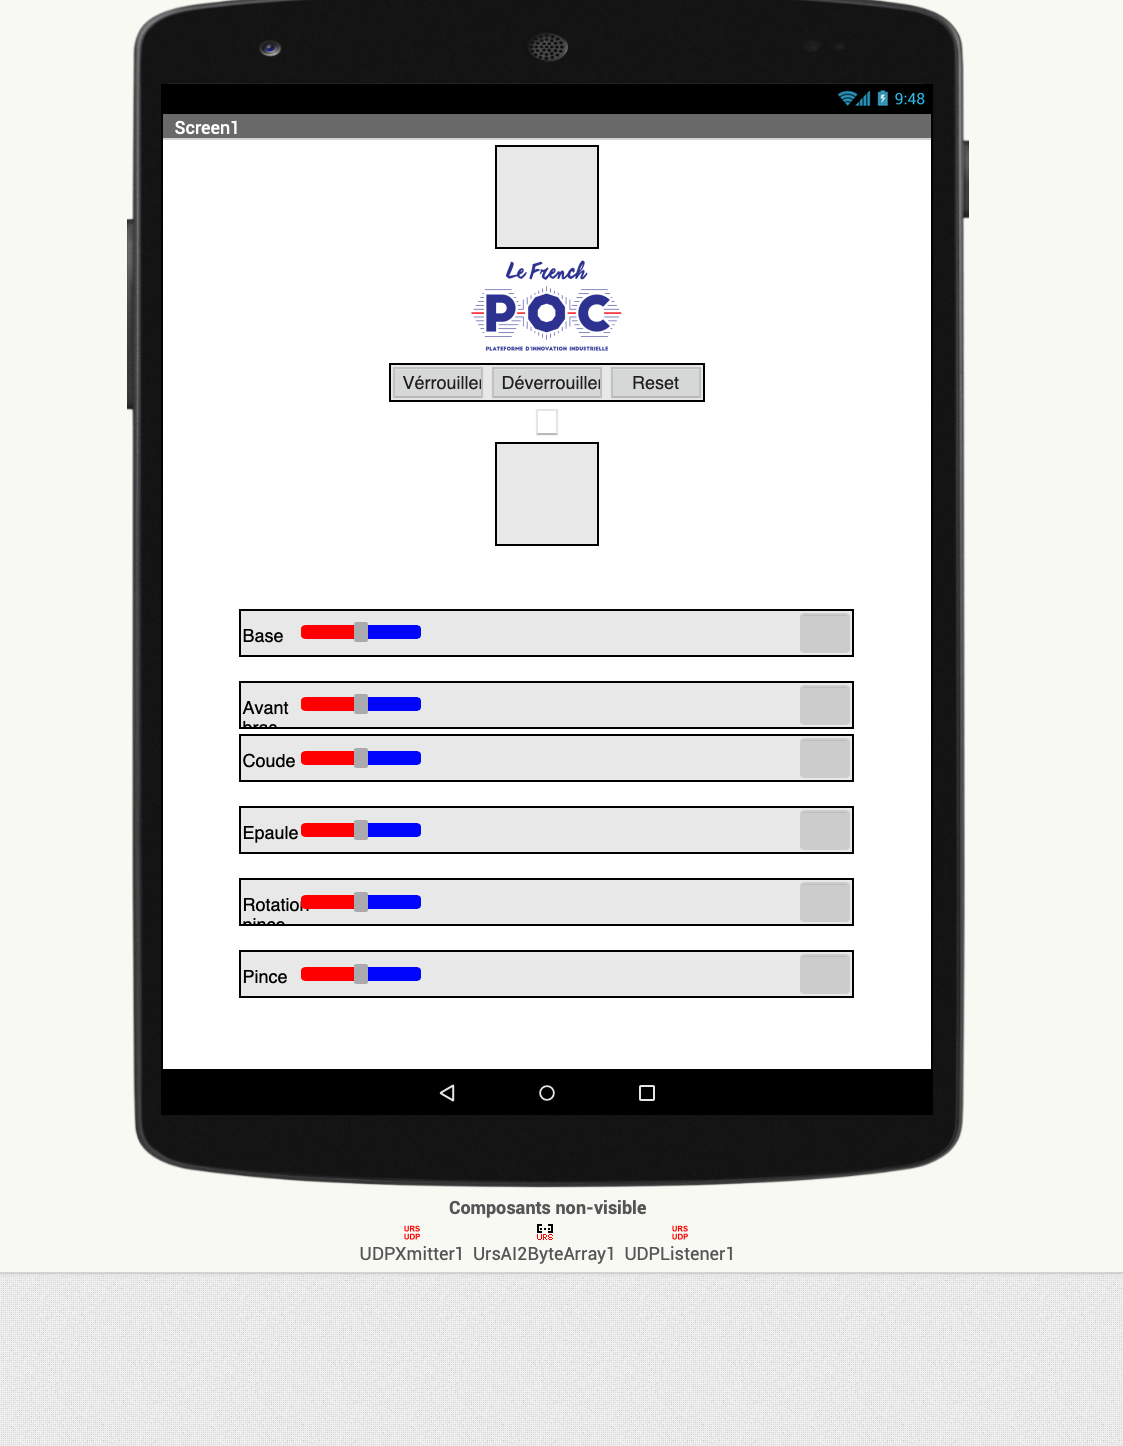 9:48
Screen1
Le French
POC
PLATEFORME D'INNOVATION INDUSTRIELLE
Vérrouiller Déverrouiller Reset
Base
Avant
bras
Coude
Epaule
Rotation
pince
Pince
Composants non-visible
URS URS
UDP URS UDP
UDPXmitter1 UrsAI2ByteArray1 UDPListener1